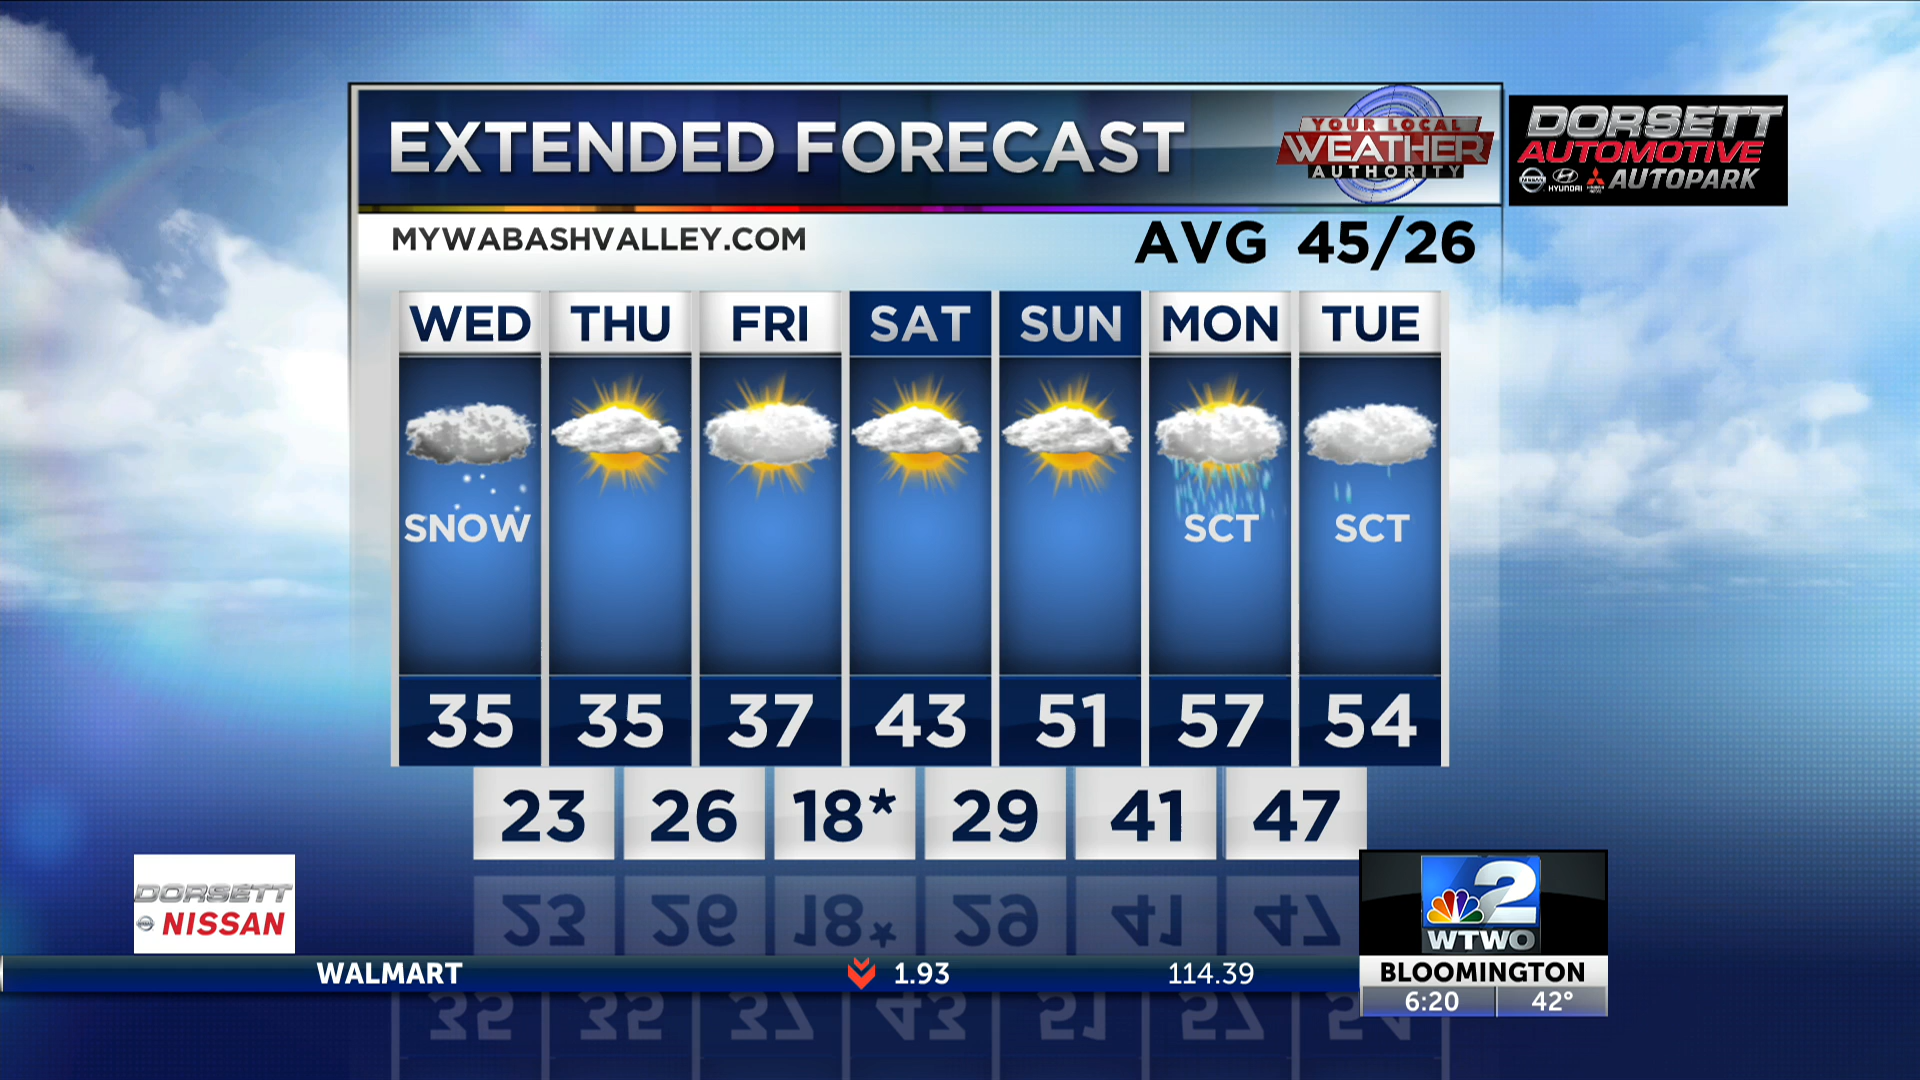 EXTENDED FORECAST
YOUR LOCAL
WEATHER
AUTHORITY
DORSETT
AUTOMOTIVE
NISSAN HYUNDAI AUTOPARK
MYWABASHVALLEY.COM
AVG 45/26
WED THU FRI SAT SUN MON TUE
SNOW SCT SCT
35 35 37 43 51 57 54
23 26 18* 29 41 47
DORSETT
NISSAN
2
WTWO
WALMART 1.93 114.39
BLOOMINGTON
6:20 42°